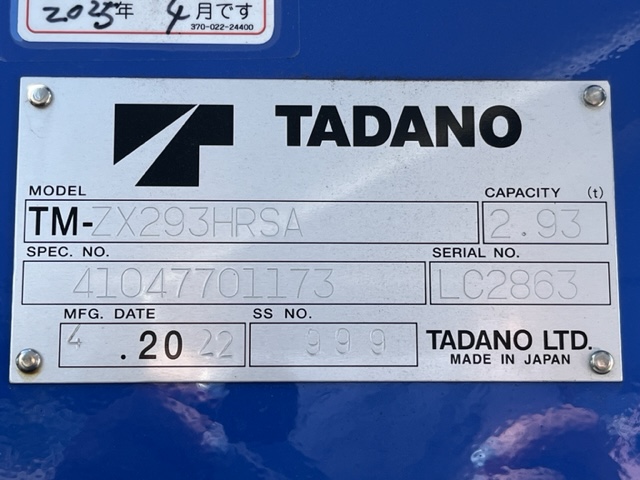 2025年 4月です
370-022-24400
TADANO
MODEL
CAPACITY (t)
TM-ZX293HRSA
2.93
SPEC. NO.
SERIAL NO.
41047701173
LC2863
MFG. DATE
SS NO.
4 .2022
999
TADANO LTD.
MADE IN JAPAN